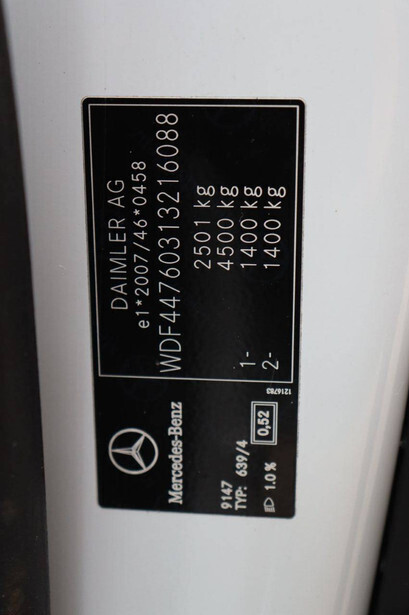 DAIMLER AG
e1*2007/46*0458
WDF44760313216088
2501 kg
4500 kg
1- 1400 kg
2- 1400 kg
Mercedes-Benz
9147
TYP: 639/4
0,52
1.0 %
1216783